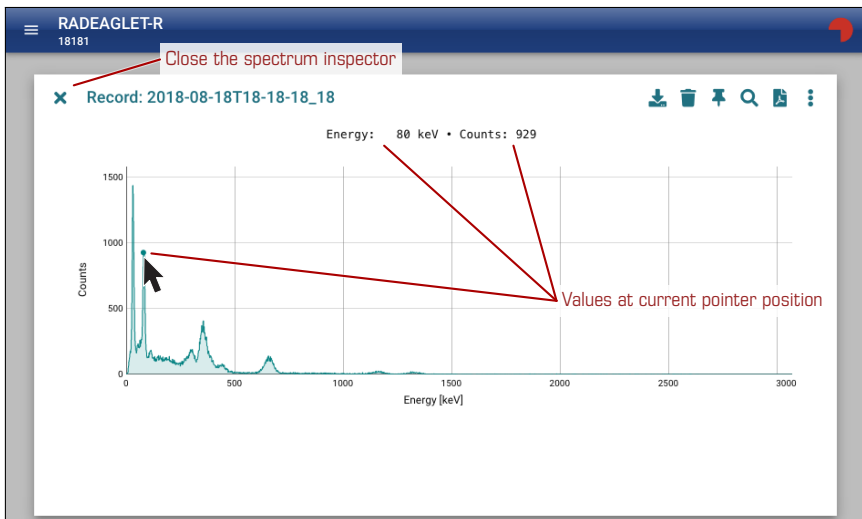 RADEAGLET-R
18181
Close the spectrum inspector
Record: 2018-08-18T18-18-18_18
Energy:   80 keV • Counts: 929
1500
1000
500
0
Counts
Values at current pointer position
0
500
1000
1500
2000
2500
3000
Energy [keV]